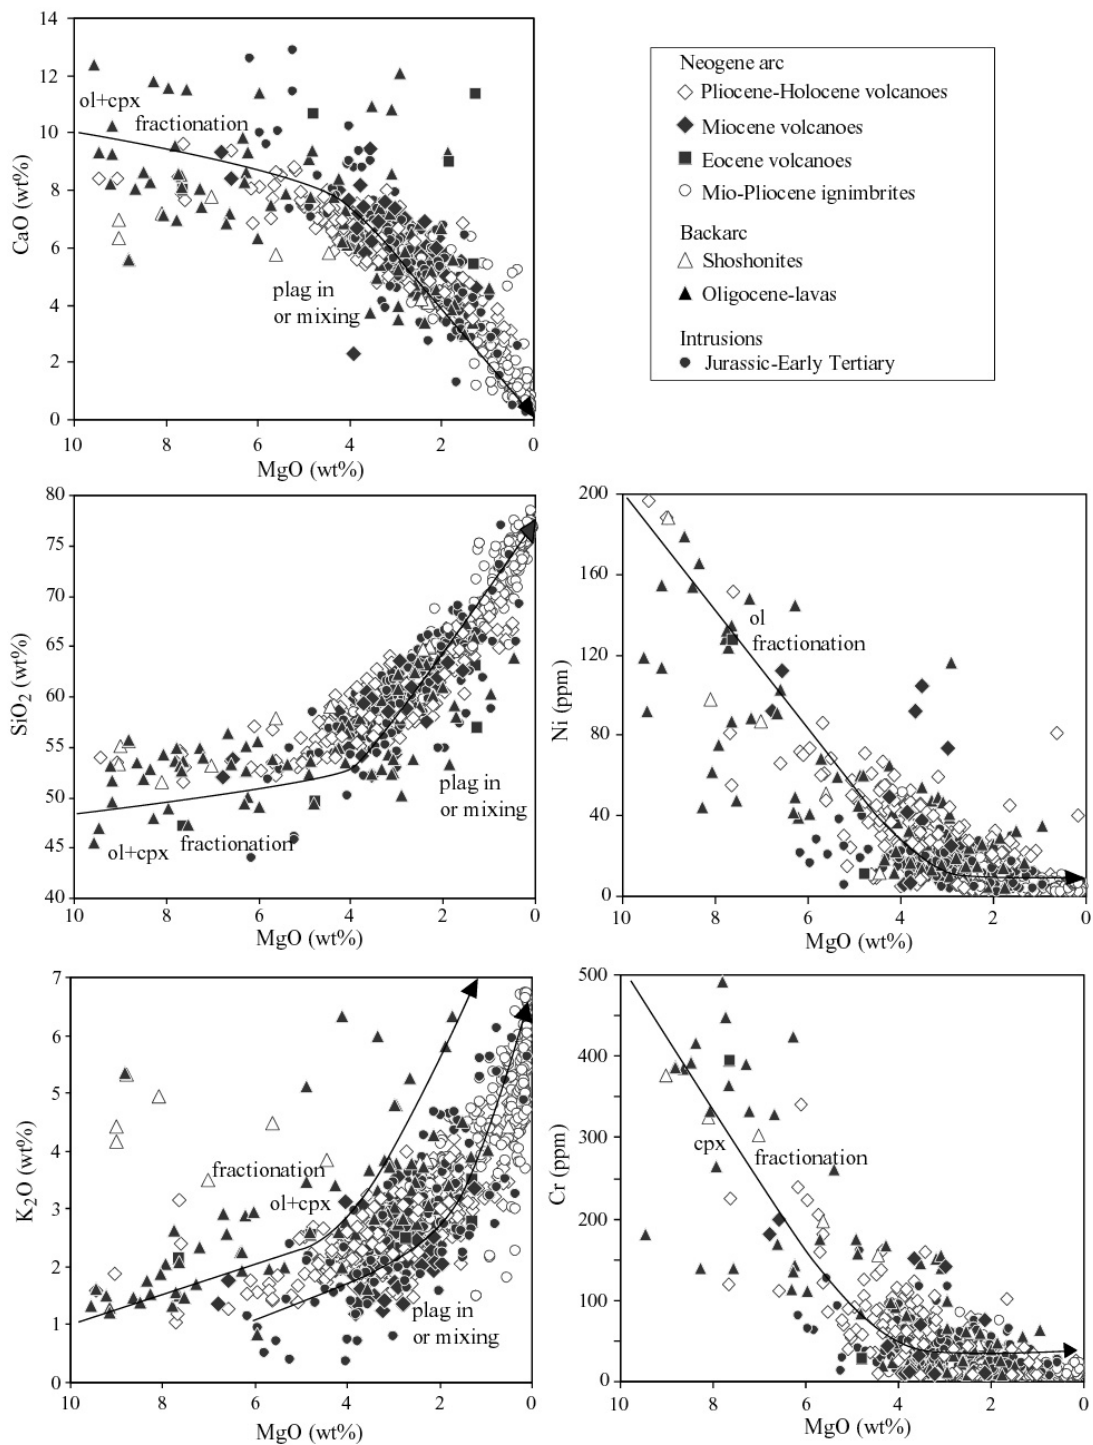 14
12
10
8
6
4
2
0
CaO (wt%)
ol+cpx
fractionation
plag in
or mixing
10 8 6 4 2 0
MgO (wt%)
Neogene arc
Pliocene-Holocene volcanoes
Miocene volcanoes
Eocene volcanoes
Mio-Pliocene ignimbrites
Backarc
Shoshonites
Oligocene-lavas
Intrusions
Jurassic-Early Tertiary
80
75
70
65
60
55
50
45
40
SiO2 (wt%)
plag in
or mixing
ol+cpx fractionation
10 8 6 4 2 0
MgO (wt%)
200
160
120
80
40
0
Ni (ppm)
ol
fractionation
10 8 6 4 2 0
MgO (wt%)
7
6
5
4
3
2
1
0
K2O (wt%)
fractionation
ol+cpx
plag in
or mixing
10 8 6 4 2 0
MgO (wt%)
500
400
300
200
100
0
Cr (ppm)
cpx
fractionation
10 8 6 4 2 0
MgO (wt%)